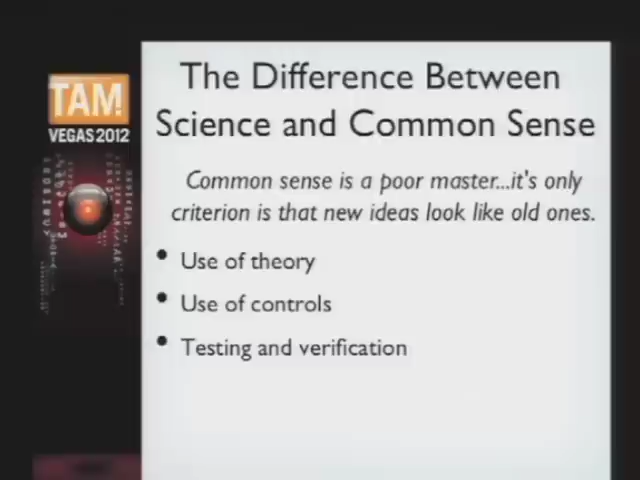 TAM!
VEGAS 2012
The Difference Between
Science and Common Sense
Common sense is a poor master...it's only
criterion is that new ideas look like old ones.
• Use of theory
• Use of controls
• Testing and verification